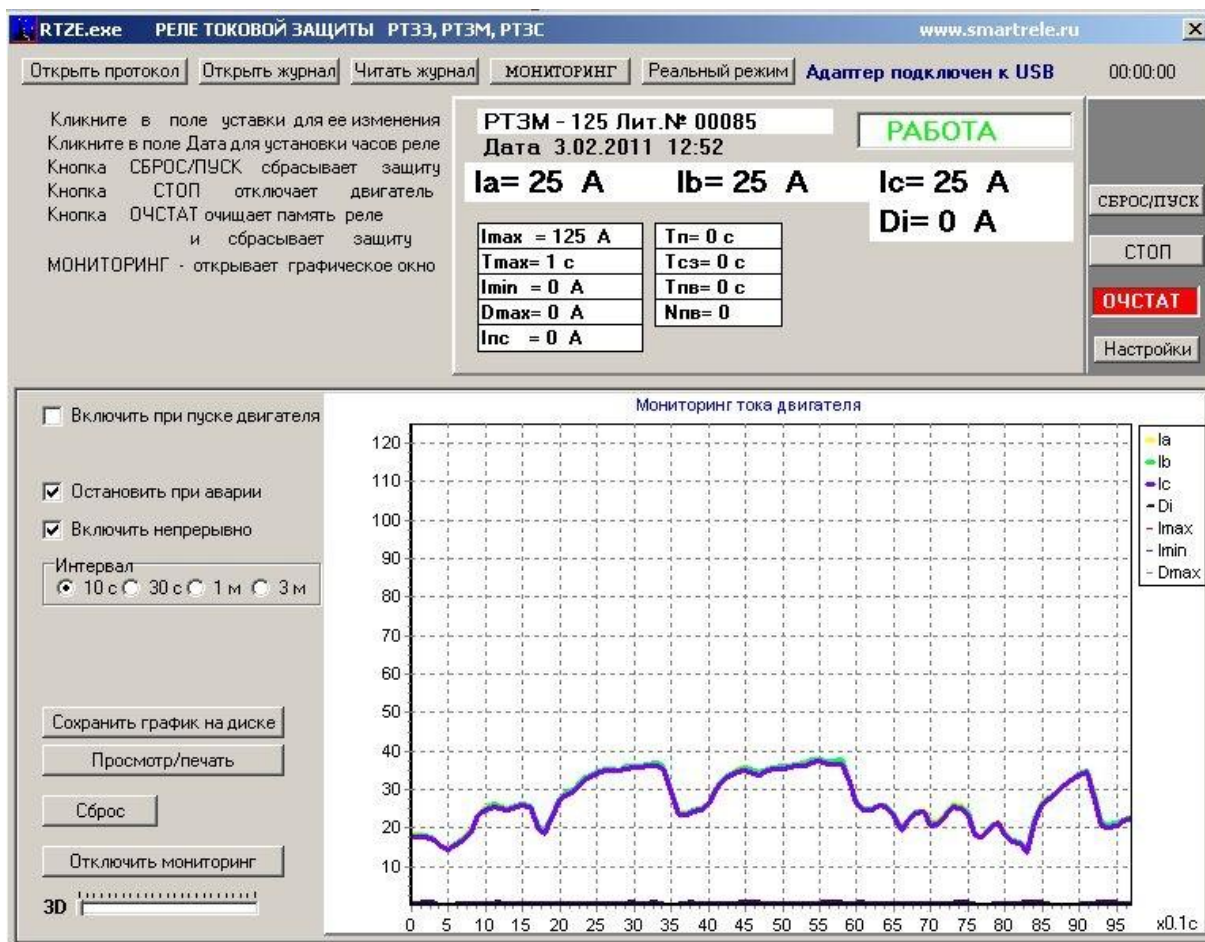 RTZE.exe РЕЛЕ ТОКОВОЙ ЗАЩИТЫ РТЗЭ, РТЗМ, РТЗС www.smartrele.ru
Открыть протокол Открыть журнал Читать журнал МОНИТОРИНГ Реальный режим Адаптер подключен к USB 00:00:00
Кликните в поле уставки для ее изменения
Кликните в поле Дата для установки часов реле
Кнопка СБРОС/ПУСК сбрасывает защиту
Кнопка СТОП отключает двигатель
Кнопка ОЧСТАТ очищает память реле
и сбрасывает защиту
МОНИТОРИНГ - открывает графическое окно
РТЗМ - 125 Лит.№ 00085
Дата 3.02.2011 12:52
РАБОТА
Ia= 25 A Ib= 25 A Ic= 25 A
Di= 0 A
Imax = 125 A
Tmax= 1 c
Imin = 0 A
Dmax= 0 A
Iпс = 0 A
Тп= 0 с
Тсз= 0 с
Тпв= 0 с
Nпв= 0
СБРОС/ПУСК
СТОП
ОЧСТАТ
Настройки
Включить при пуске двигателя
Остановить при аварии
Включить непрерывно
Интервал
10 с 30 с 1 м 3 м
Сохранить график на диске
Просмотр/печать
Сброс
Отключить мониторинг
3D
Мониторинг тока двигателя
120
110
100
90
80
70
60
50
40
30
20
10
0 5 10 15 20 25 30 35 40 45 50 55 60 65 70 75 80 85 90 95 x0.1c
Ia
Ib
Ic
Di
Imax
Imin
Dmax